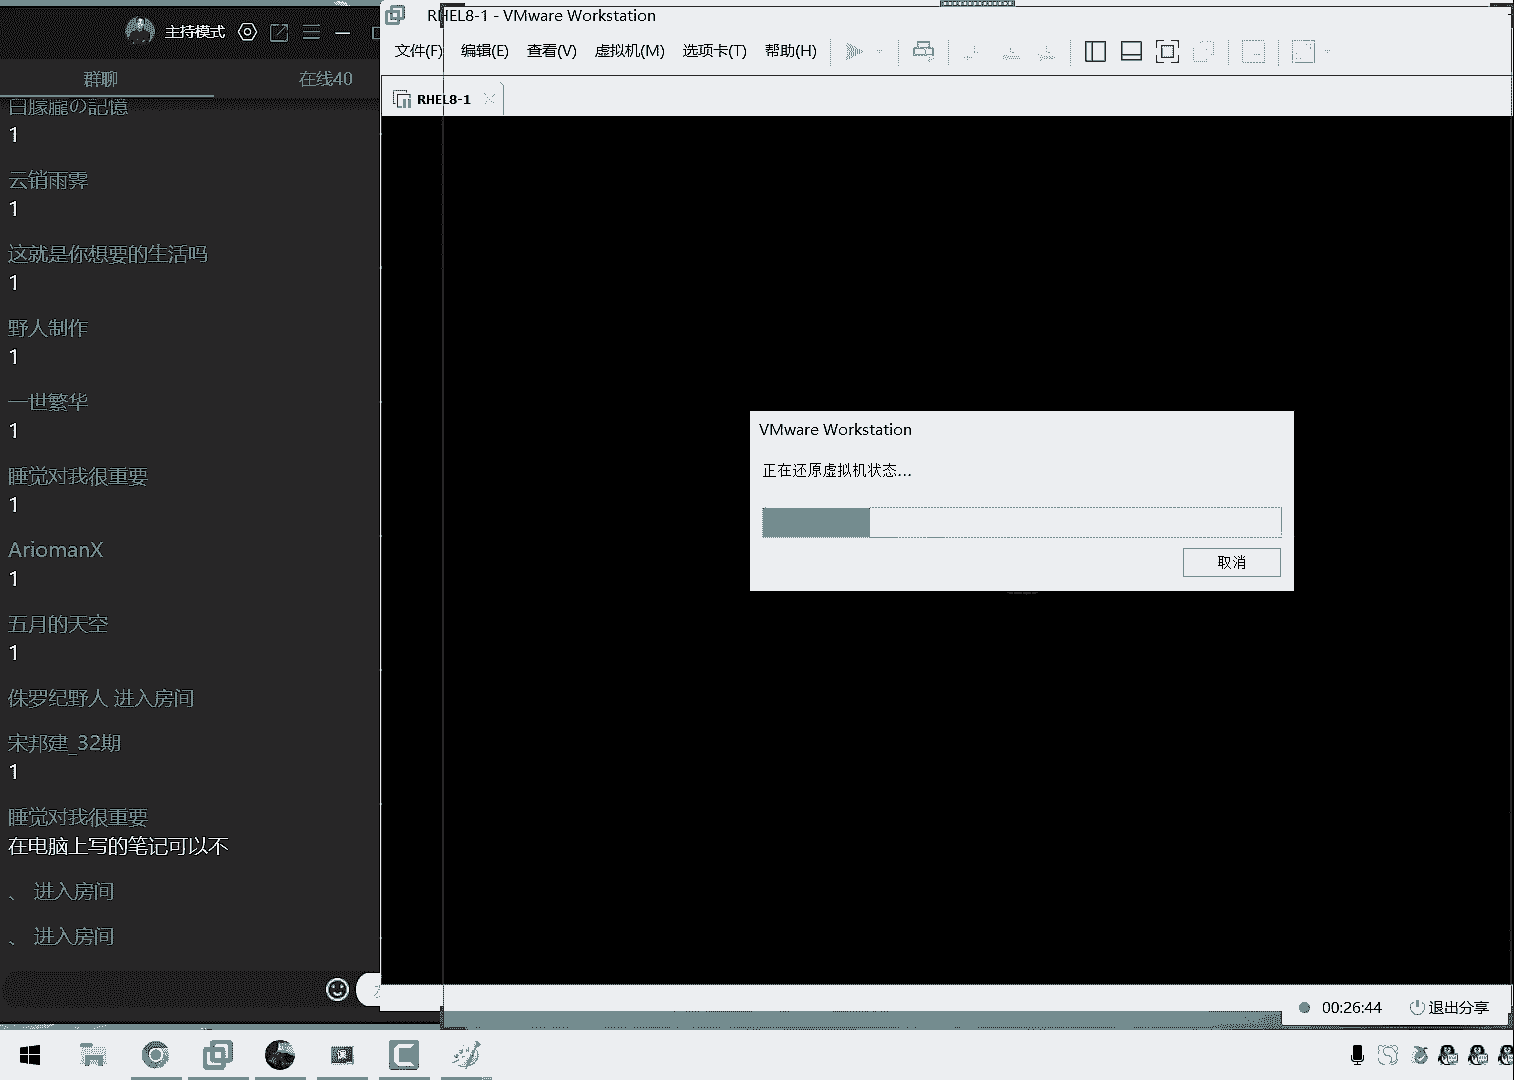 主持模式
群聊
在线40
白朦胧の記憶
1
云销雨霁
1
这就是你想要的生活吗
1
野人制作
1
一世繁华
1
睡觉对我很重要
1
AriomanX
1
五月的天空
1
侏罗纪野人 进入房间
宋邦建_32期
1
睡觉对我很重要
在电脑上写的笔记可以不
、 进入房间
、 进入房间
RHEL8-1 - VMware Workstation
文件(F) 编辑(E) 查看(V) 虚拟机(M) 选项卡(T) 帮助(H)
RHEL8-1
VMware Workstation
正在还原虚拟机状态...
取消
00:26:44 退出分享